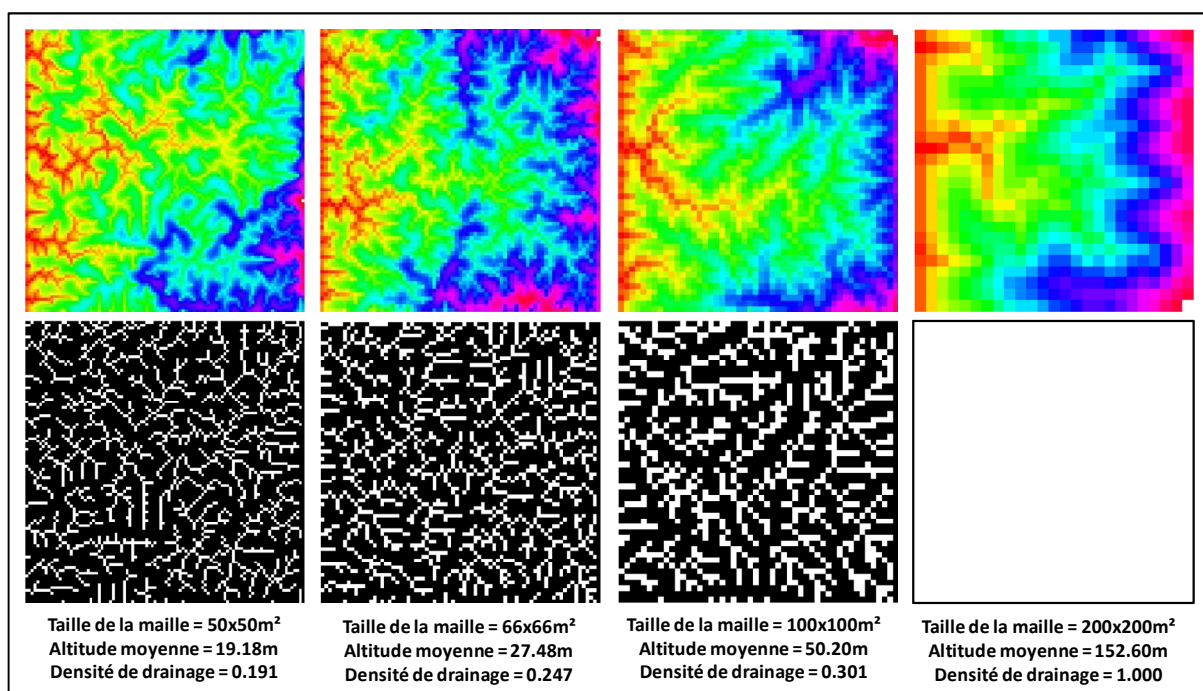 Taille de la maille = 50x50m²
Altitude moyenne = 19.18m
Densité de drainage = 0.191
Taille de la maille = 66x66m²
Altitude moyenne = 27.48m
Densité de drainage = 0.247
Taille de la maille = 100x100m²
Altitude moyenne = 50.20m
Densité de drainage = 0.301
Taille de la maille = 200x200m²
Altitude moyenne = 152.60m
Densité de drainage = 1.000